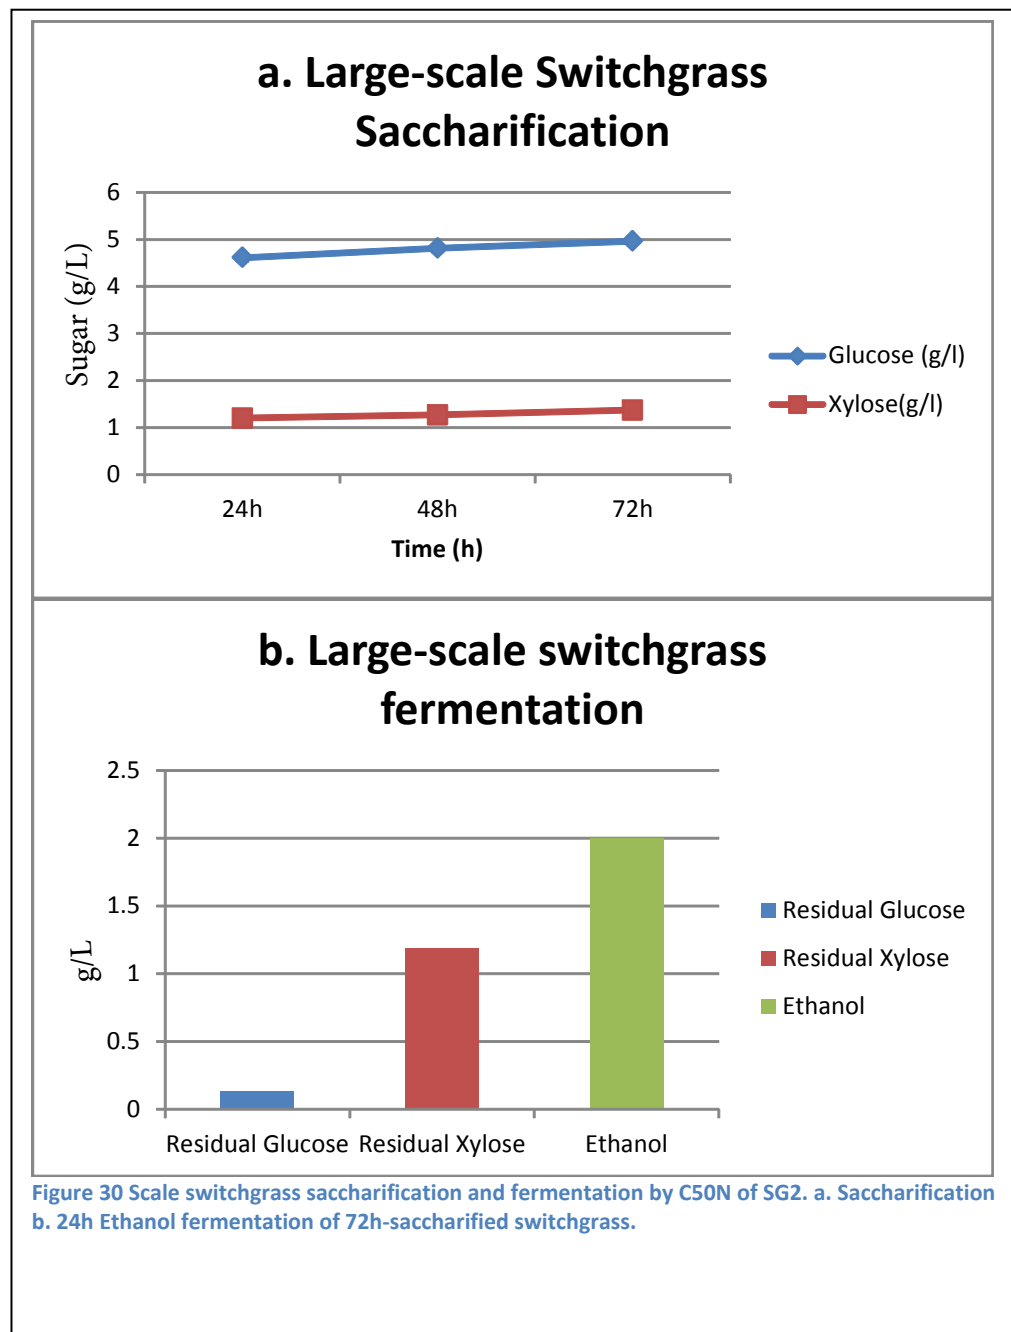 a. Large-scale Switchgrass
Saccharification
6
5
4
3
2
1
0
Sugar (g/L)
24h
48h
72h
Time (h)
Glucose (g/l)
Xylose(g/l)
b. Large-scale switchgrass
fermentation
2.5
2
1.5
1
0.5
0
g/L
Residual Glucose
Residual Xylose
Ethanol
Residual Glucose
Residual Xylose
Ethanol
Figure 30 Scale switchgrass saccharification and fermentation by C50N of SG2. a. Saccharification
b. 24h Ethanol fermentation of 72h-saccharified switchgrass.